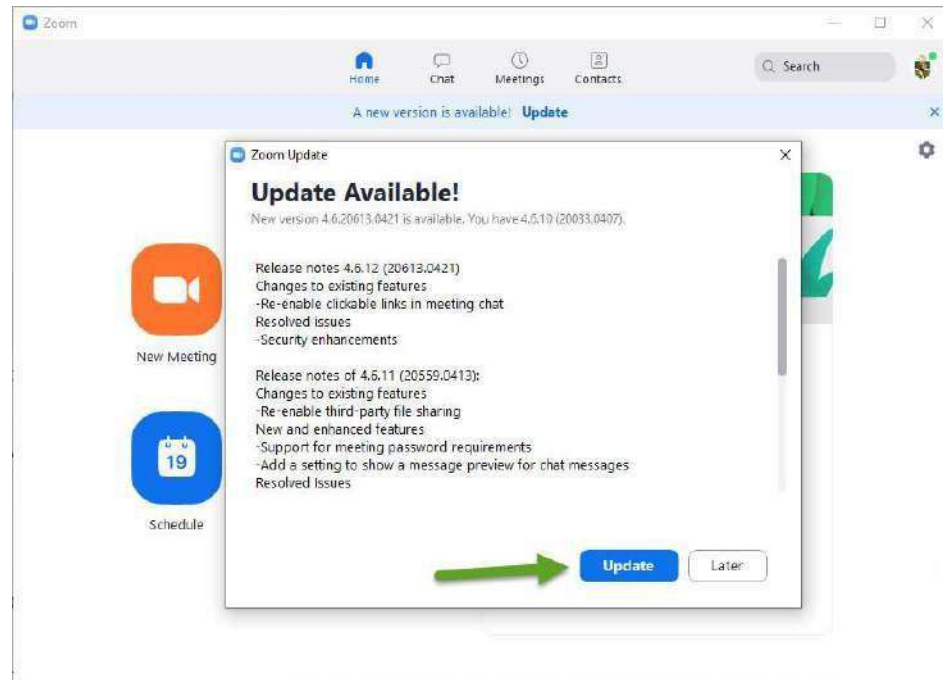 Zoom
Home Chat Meetings Contacts
Search
A new version is available! Update
Zoom Update
Update Available!
New version 4.6.20613.0421 is available. You have 4.6.10 (20033.0407).
Release notes 4.6.12 (20613.0421)
Changes to existing features
-Re-enable clickable links in meeting chat
Resolved issues
-Security enhancements
Release notes of 4.6.11 (20559.0413):
Changes to existing features
-Re-enable third-party file sharing
New and enhanced features
-Support for meeting password requirements
-Add a setting to show a message preview for chat messages
Resolved Issues
New Meeting
19
Schedule
Update Later